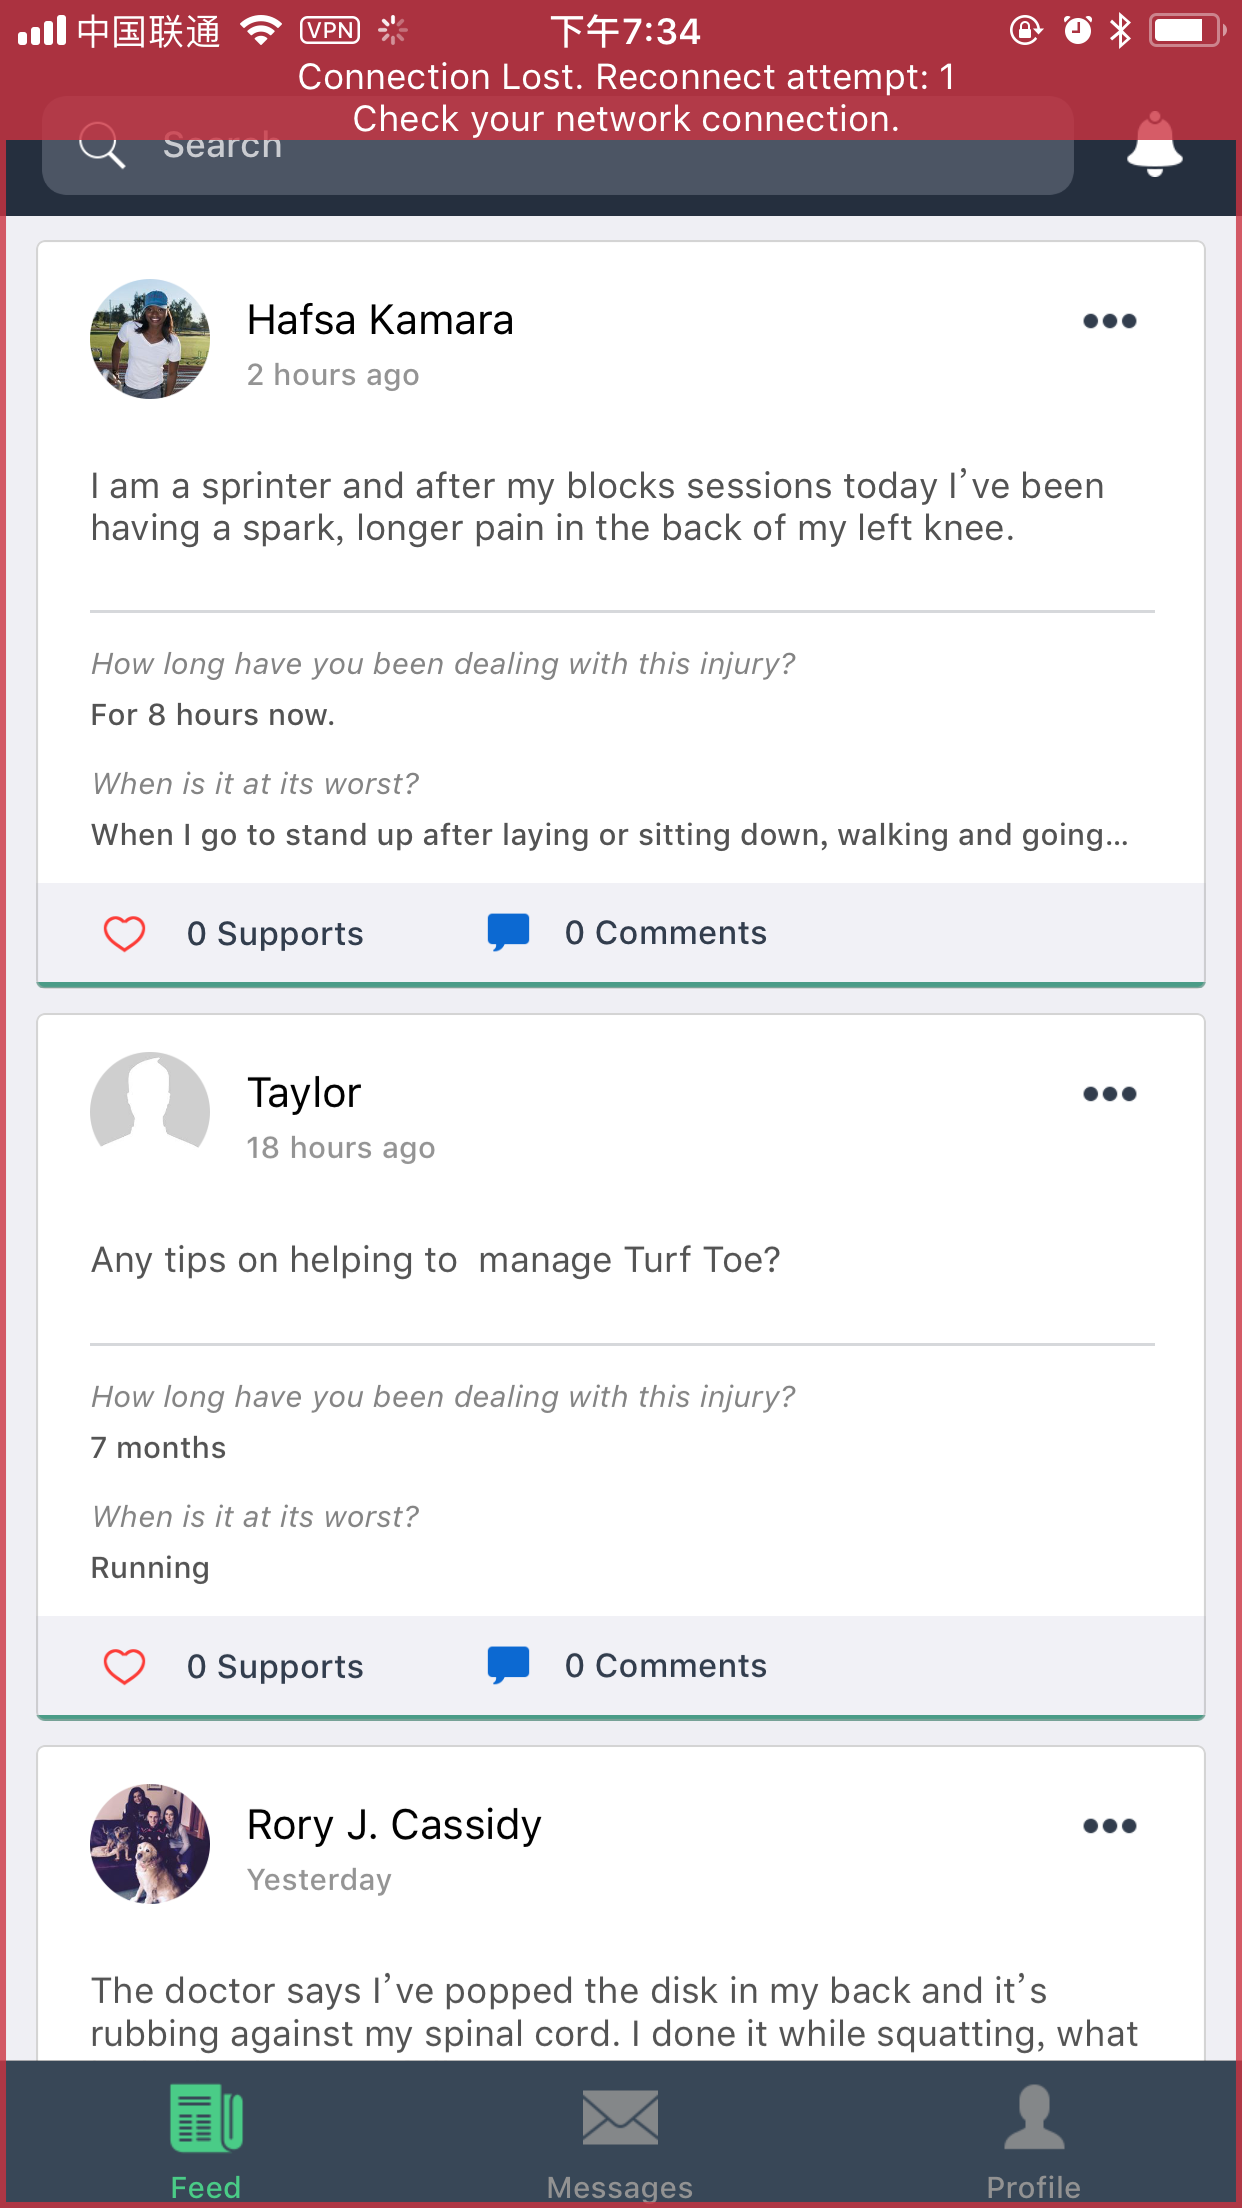 中国联通 VPN 下午7:34
Connection Lost. Reconnect attempt: 1
Check your network connection.
Search
Hafsa Kamara
2 hours ago
I am a sprinter and after my blocks sessions today I’ve been
having a spark, longer pain in the back of my left knee.
How long have you been dealing with this injury?
For 8 hours now.
When is it at its worst?
When I go to stand up after laying or sitting down, walking and going...
0 Supports 0 Comments
Taylor
18 hours ago
Any tips on helping to  manage Turf Toe?
How long have you been dealing with this injury?
7 months
When is it at its worst?
Running
0 Supports 0 Comments
Rory J. Cassidy
Yesterday
The doctor says I’ve popped the disk in my back and it’s
rubbing against my spinal cord. I done it while squatting, what
Feed Messages Profile